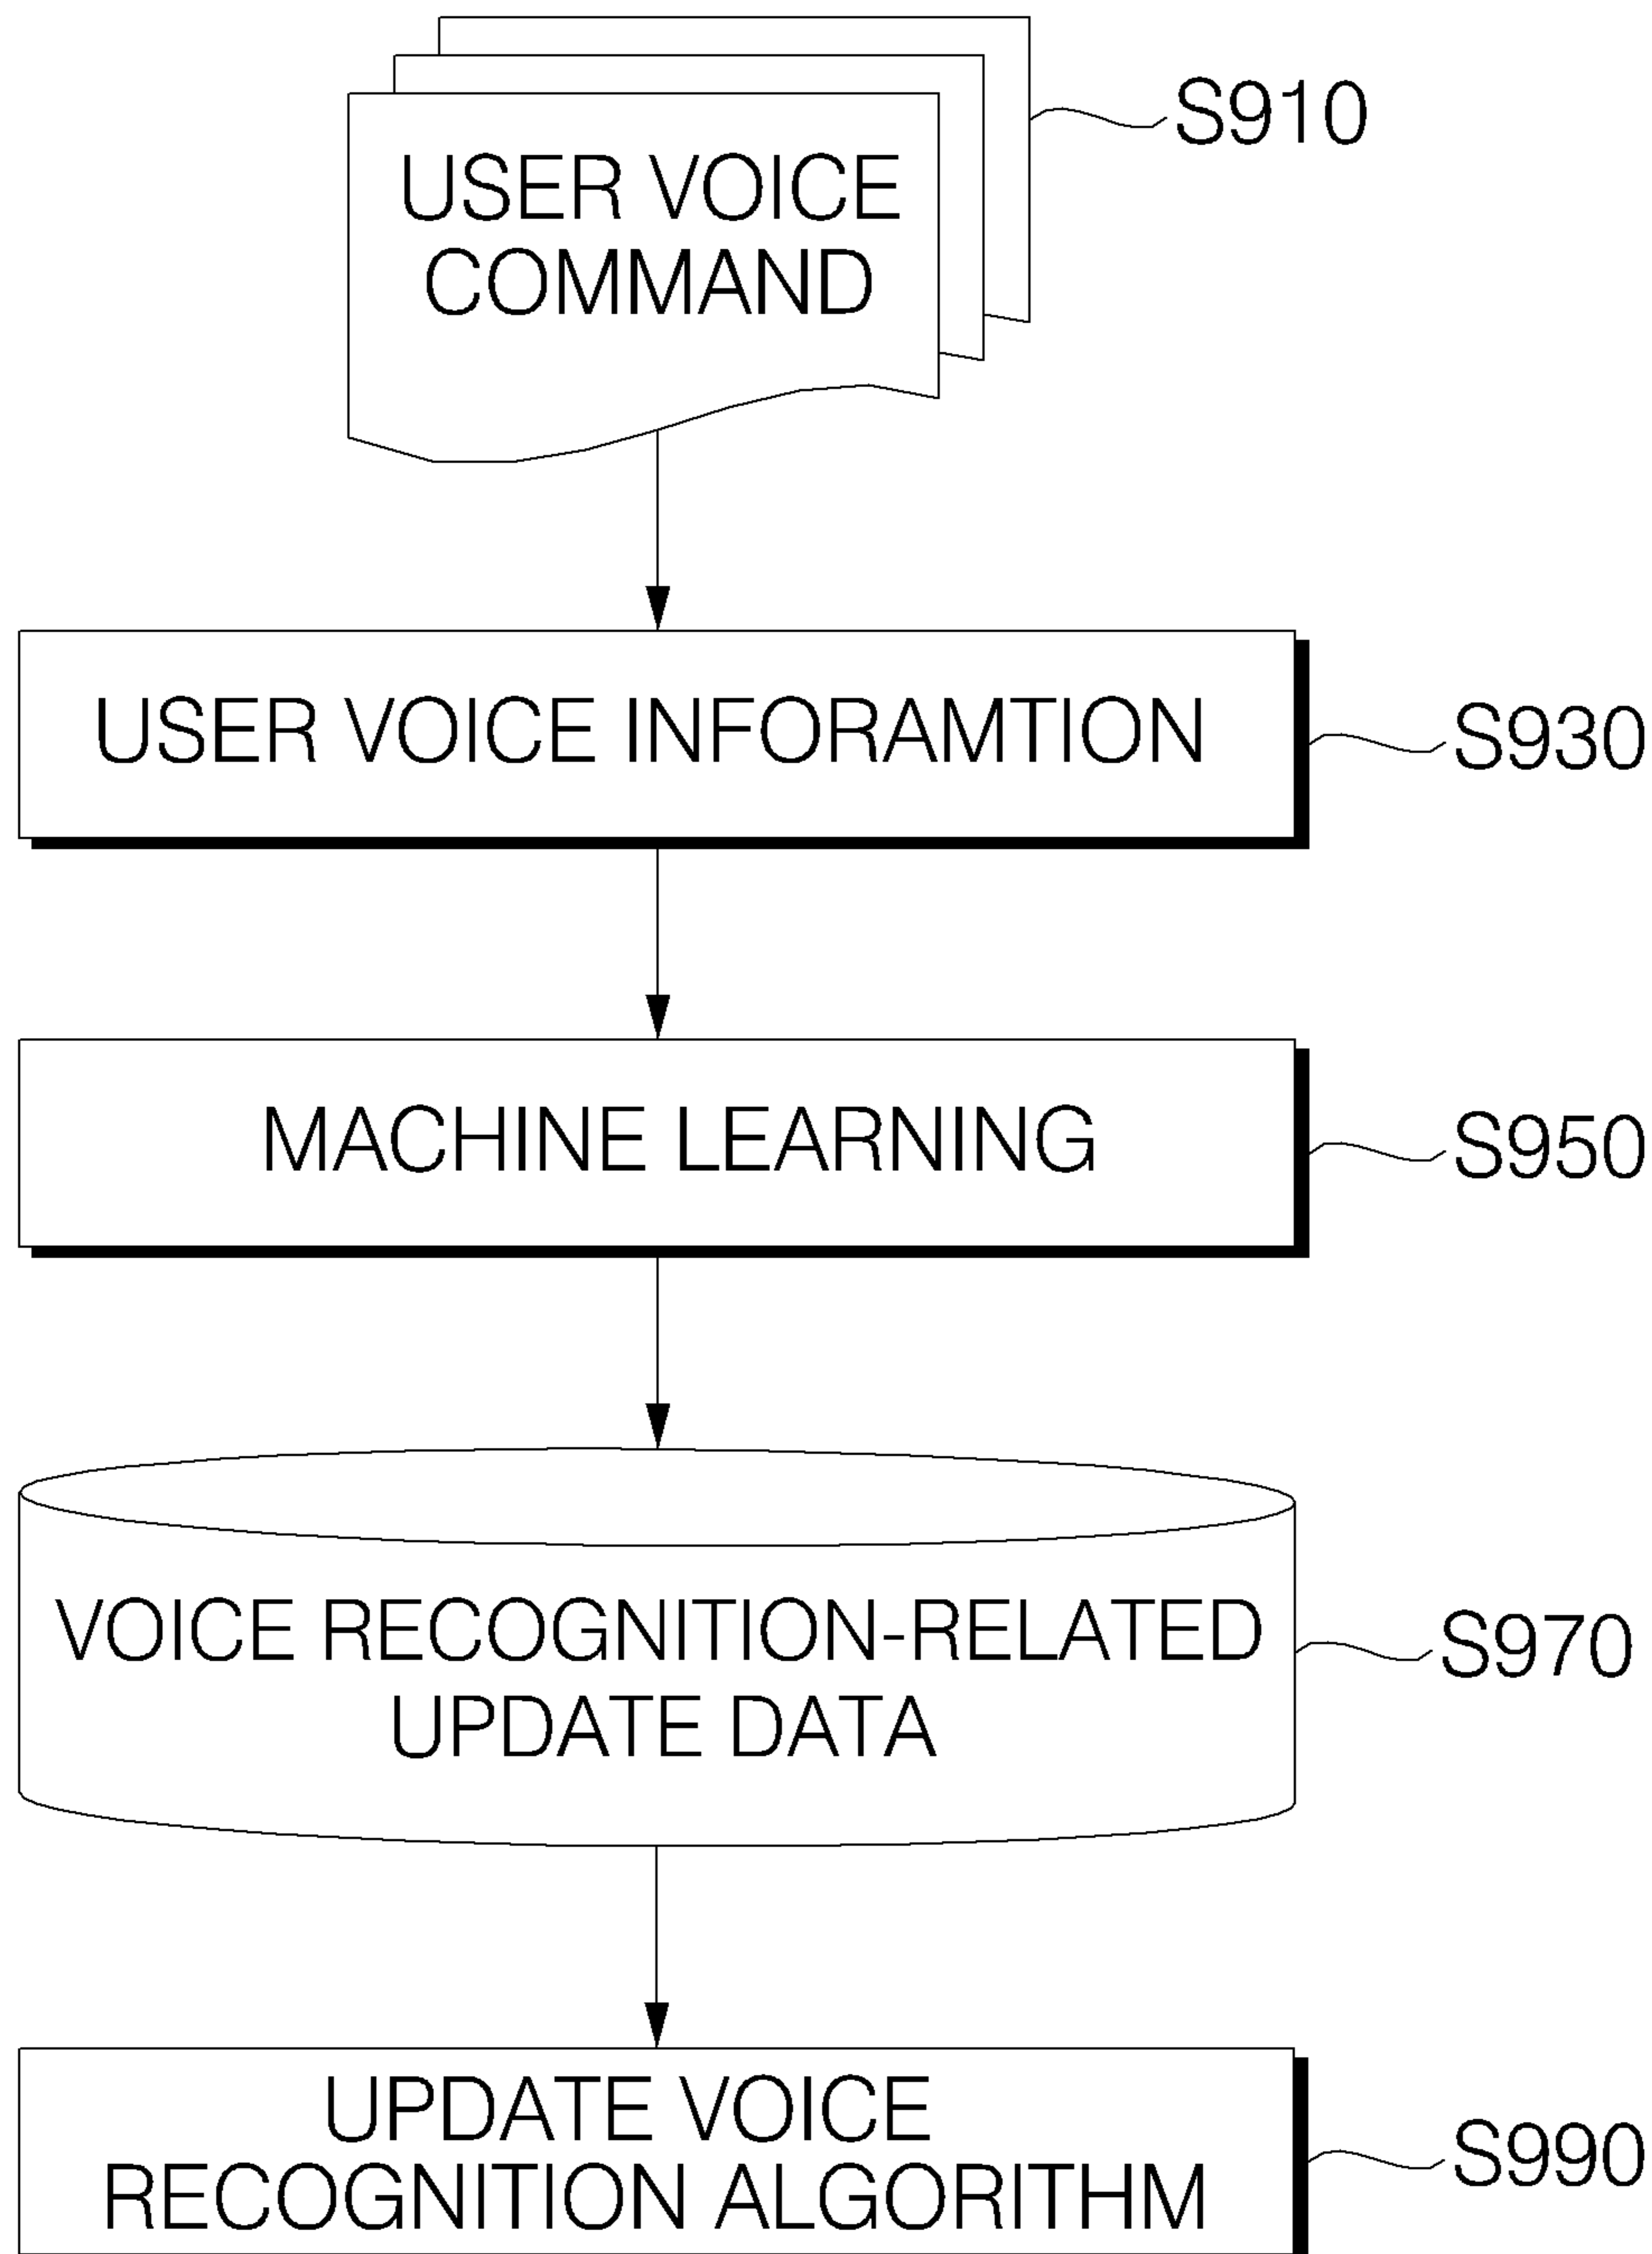 USER VOICE
COMMAND
S910
USER VOICE INFORAMTION
S930
MACHINE LEARNING
S950
VOICE RECOGNITION-RELATED
UPDATE DATA
S970
UPDATE VOICE
RECOGNITION ALGORITHM
S990